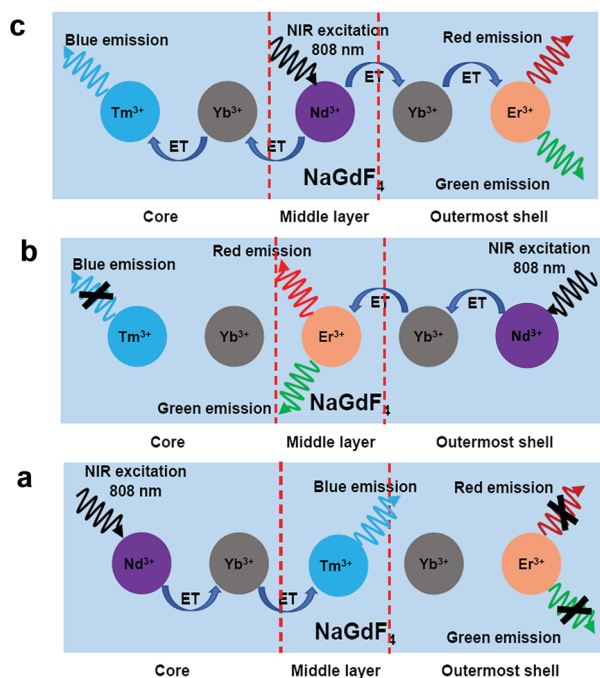 c
Blue emission
NIR excitation
808 nm
Red emission
ET
ET
Tm³⁺
Yb³⁺
Nd³⁺
Yb³⁺
Er³⁺
ET
ET
NaGdF₄
Green emission
Core
Middle layer
Outermost shell
b
Blue emission
Red emission
NIR excitation
808 nm
ET
ET
Tm³⁺
Yb³⁺
Er³⁺
Yb³⁺
Nd³⁺
Green emission
NaGdF₄
Core
Middle layer
Outermost shell
a
NIR excitation
808 nm
Blue emission
Red emission
Nd³⁺
Yb³⁺
Tm³⁺
Yb³⁺
Er³⁺
ET
ET
NaGdF₄
Green emission
Core
Middle layer
Outermost shell